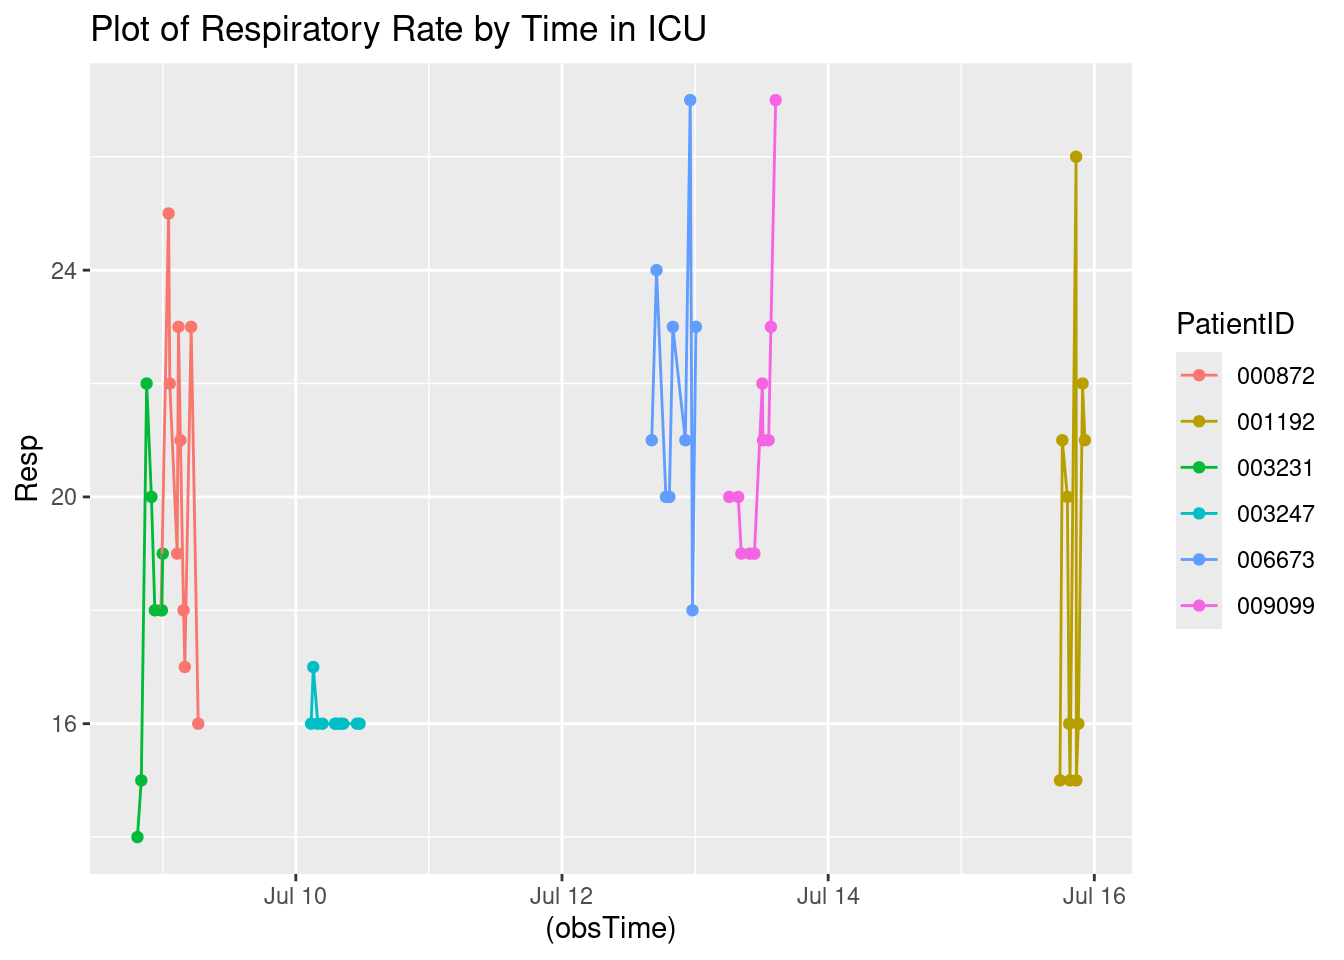 Plot of Respiratory Rate by Time in ICU
Resp
24
20
16
Jul 10
Jul 12
Jul 14
Jul 16
(obsTime)
PatientID
000872
001192
003231
003247
006673
009099